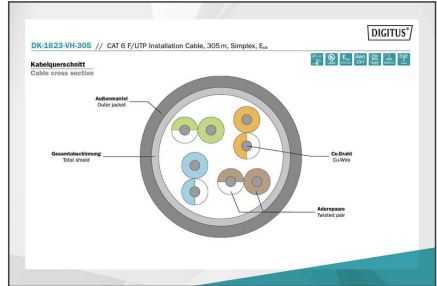 DIGITUS®
DK-1623-VH-305 // CAT 6 F/UTP Installation Cable, 305 m, Simplex, Eca
Kabelquerschnitt
Cable cross section
Außenmantel
Outer jacket
Gesamtabschirmung
Total shield
Cu-Draht
Cu-Wire
Adernpaare
Twisted pair